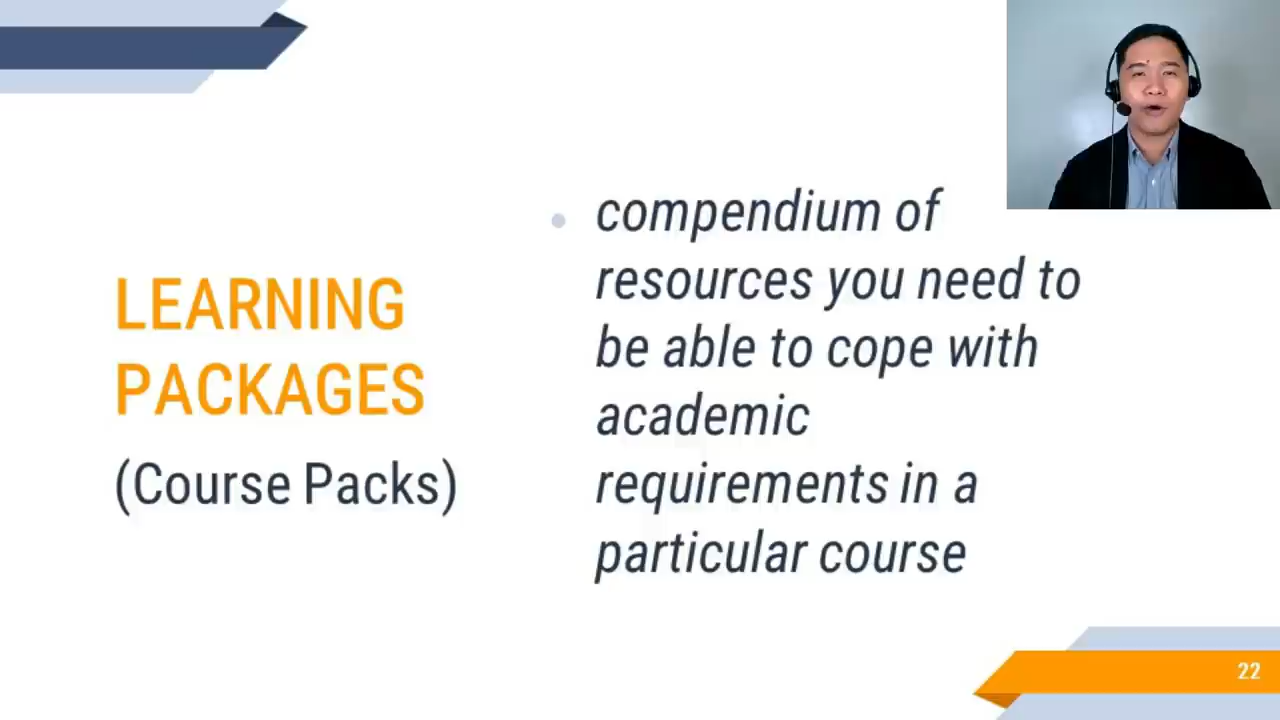 LEARNING
PACKAGES
(Course Packs)
compendium of
resources you need to
be able to cope with
academic
requirements in a
particular course
22